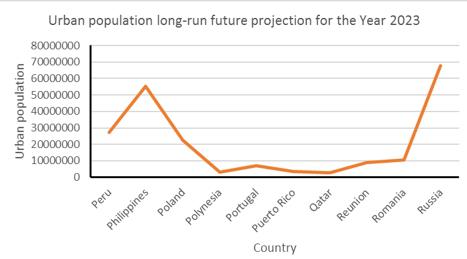 Urban population long-run future projection for the Year 2023
Urban population
80000000
70000000
60000000
50000000
40000000
30000000
20000000
10000000
0
Peru
Philippines
Poland
Polynesia
Portugal
Puerto Rico
Qatar
Reunion
Romania
Russia
Country